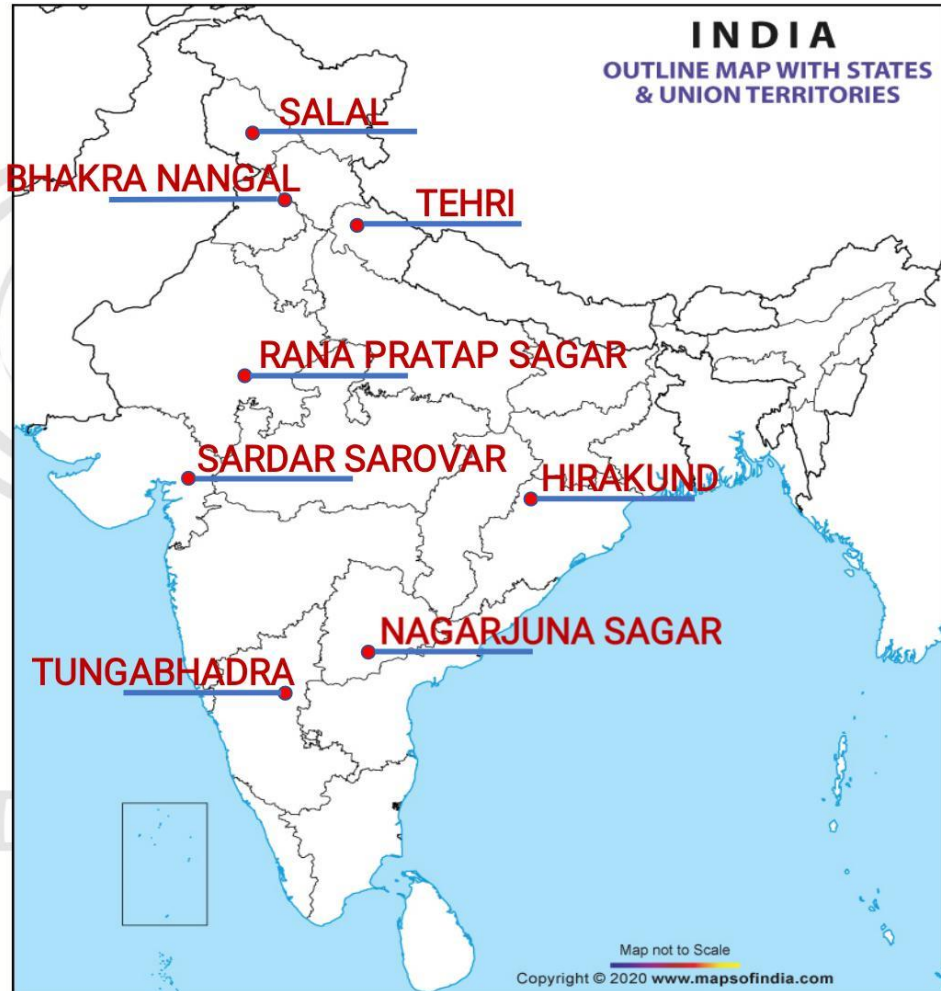 INDIA
OUTLINE MAP WITH STATES
& UNION TERRITORIES
SALAL
BHAKRA NANGAL
TEHRI
RANA PRATAP SAGAR
SARDAR SAROVAR
HIRAKUND
NAGARJUNA SAGAR
TUNGABHADRA
Map not to Scale
Copyright © 2020 www.mapsofindia.com